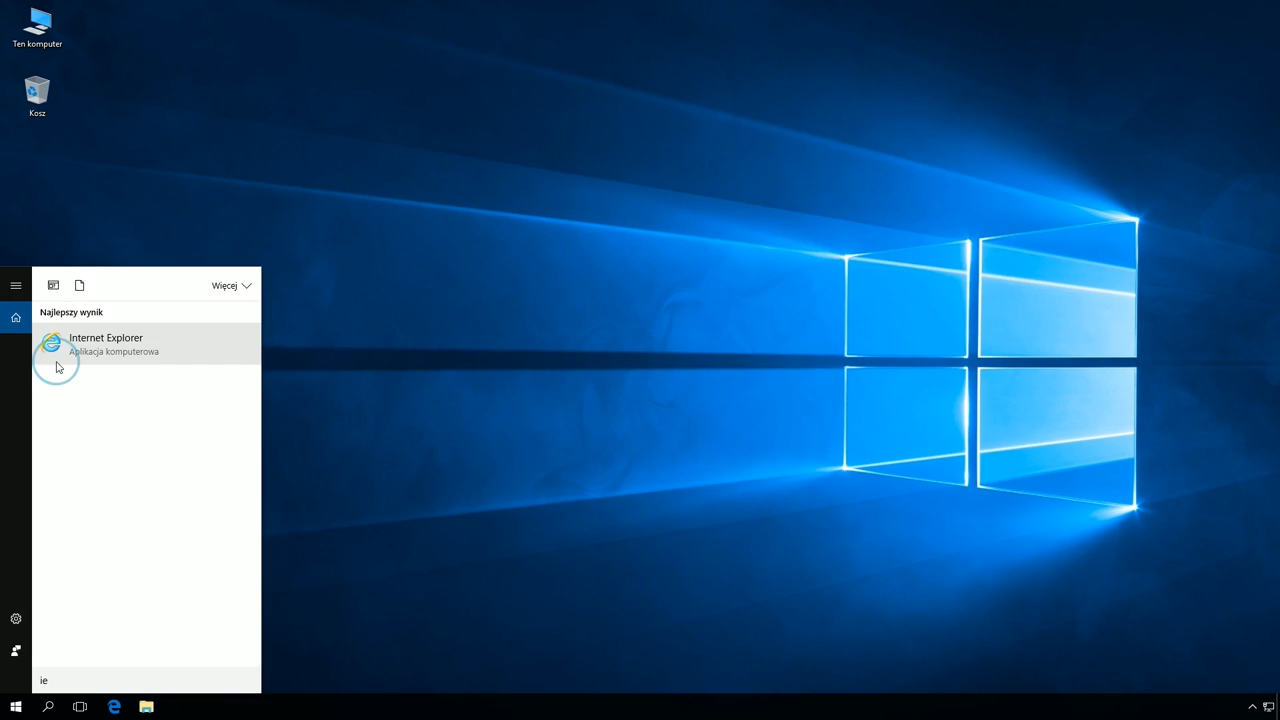 Ten komputer
Kosz
Więcej
Najlepszy wynik
Internet Explorer
Aplikacja komputerowa
ie